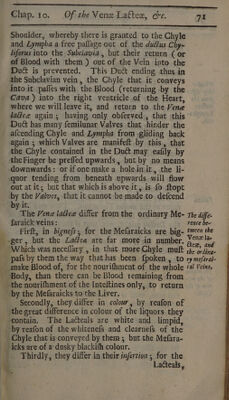 Chap. 10. Of the Venæ Lacteæ, &c. 71
Shoulder, whereby there is granted to the Chyle
and Lympha a free passage out of the ductus Chy-
liferus into the Subclavia, but their return (or
of Blood with them) out of the Vein into the
Duct is prevented. This Duct ending thus in
the Subclavian vein, the Chyle that it conveys
into it passes with the Blood (returning by the
Cava) into the right ventricle of the Heart,
where we will leave it, and return to the Venæ
lacteæ again; having only observed, that this
Duct has many semilunar Valves that hinder the
ascending Chyle and Lympha from gliding back
again; which Valves are manifest by this, that
the Chyle contained in the Duct may easily by
the Finger be pressed upwards, but by no means
downwards: or if one make a hole in it, the li-
quor tending from beneath upwards will flow
out at it; but that which is above it, is so stopt
by the Valves, that it cannot be made to descend
by it.
The Venæ lacteæ differ from the ordinary Me-
saraick veins:
The diffe-
rence be-
tween the
Venæ la-
cteæ, and
the ordina-
ry meserai-
cal Veins.
First, in bigness; for the Mesaraicks are big-
ger, but the Lacteæ are far more in number.
Which was necessary, in that more Chyle must
pass by them the way that has been spoken, to
make Blood of, for the nourishment of the whole
Body, than there can be Blood remaining from
the nourishment of the Intestines only, to return
by the Mesaraicks to the Liver.
Secondly, they differ in colour, by reason of
the great difference in colour of the liquors they
contain. The Lacteals are white and limpid,
by reason of the whiteness and clearness of the
Chyle that is conveyed by them; but the Mesara-
icks are of a dusky blackish colour.
Thirdly, they differ in their insertion; for the
Lacteals,